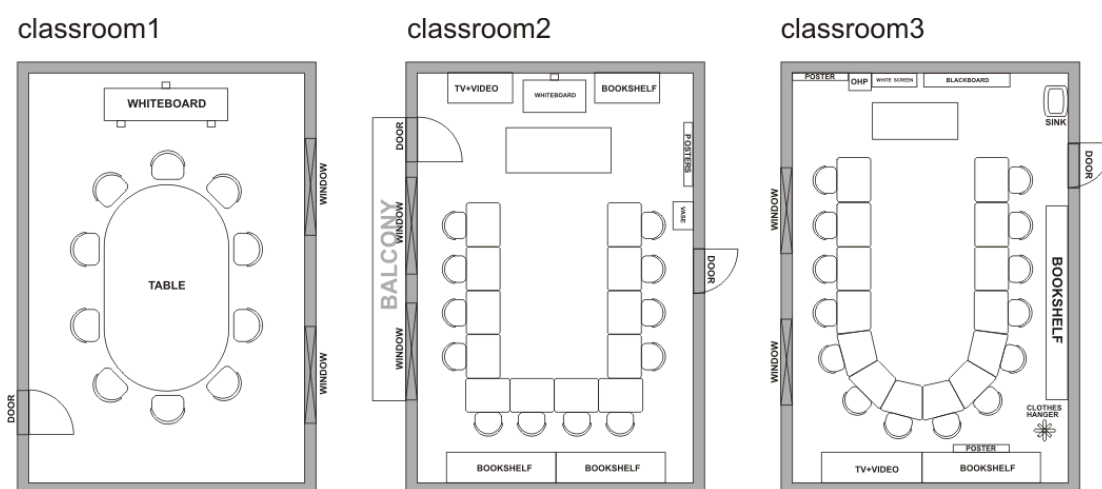 classroom1
classroom2
classroom3
WHITEBOARD
WINDOW
TABLE
WINDOW
DOOR
TV+VIDEO
WHITEBOARD
BOOKSHELF
DOOR
POSTERS
BALCONY
WINDOW
VASE
DOOR
WINDOW
BOOKSHELF
BOOKSHELF
POSTER
OHP
WHITE SCREEN
BLACKBOARD
SINK
DOOR
WINDOW
BOOKSHELF
WINDOW
CLOTHES
HANGER
POSTER
TV+VIDEO
BOOKSHELF